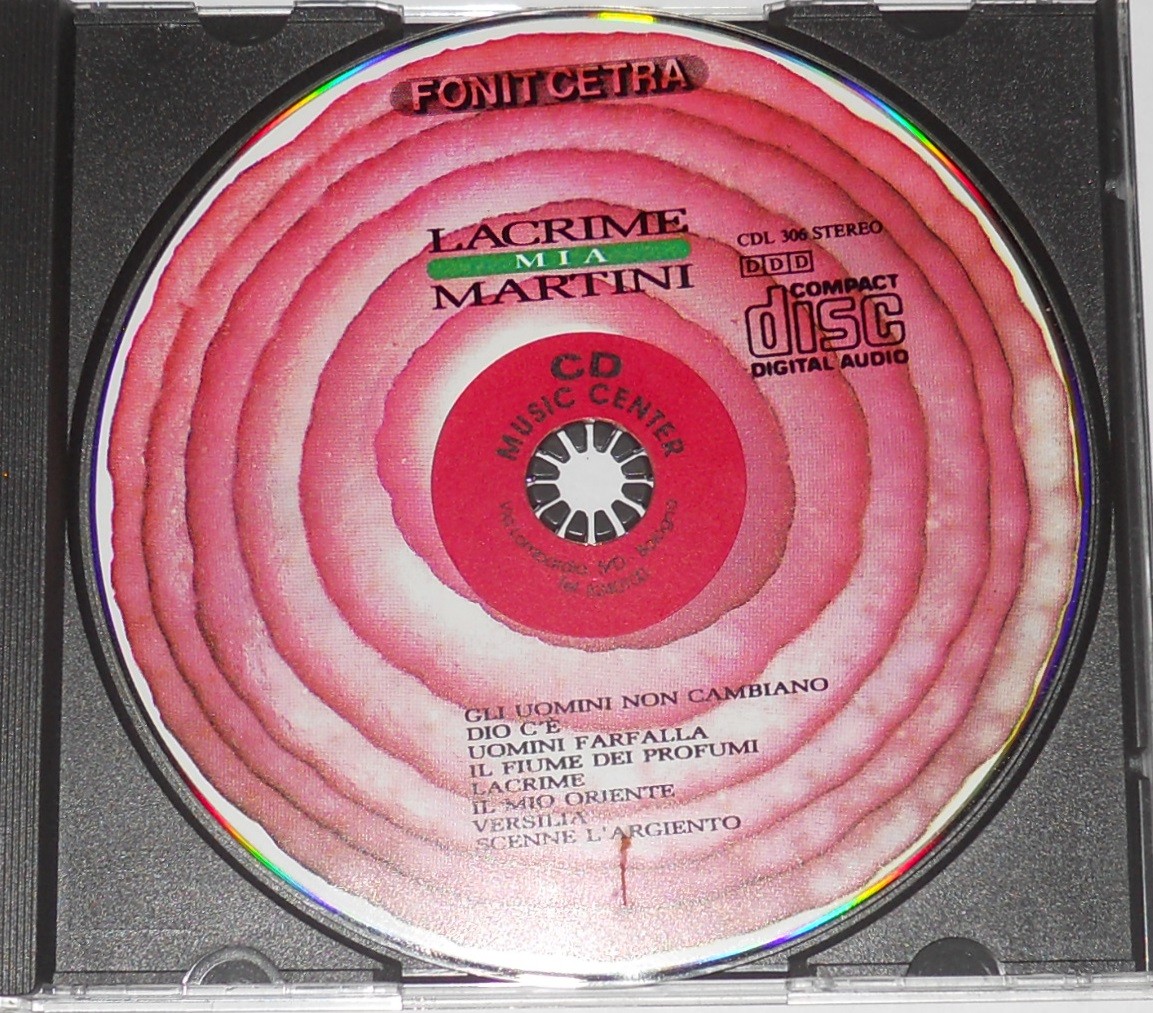 FONIT CETRA
LACRIME
MIA
MARTINI
CDL 306 STEREO
DDD
COMPACT
disc
DIGITAL AUDIO
CD
MUSIC CENTER
Bologna
GLI UOMINI NON CAMBIANO
DIO C'È
UOMINI FARFALLA
IL FIUME DEI PROFUMI
LACRIME
IL MIO ORIENTE
VERSILIA
SCENNE L'ARGIENTO